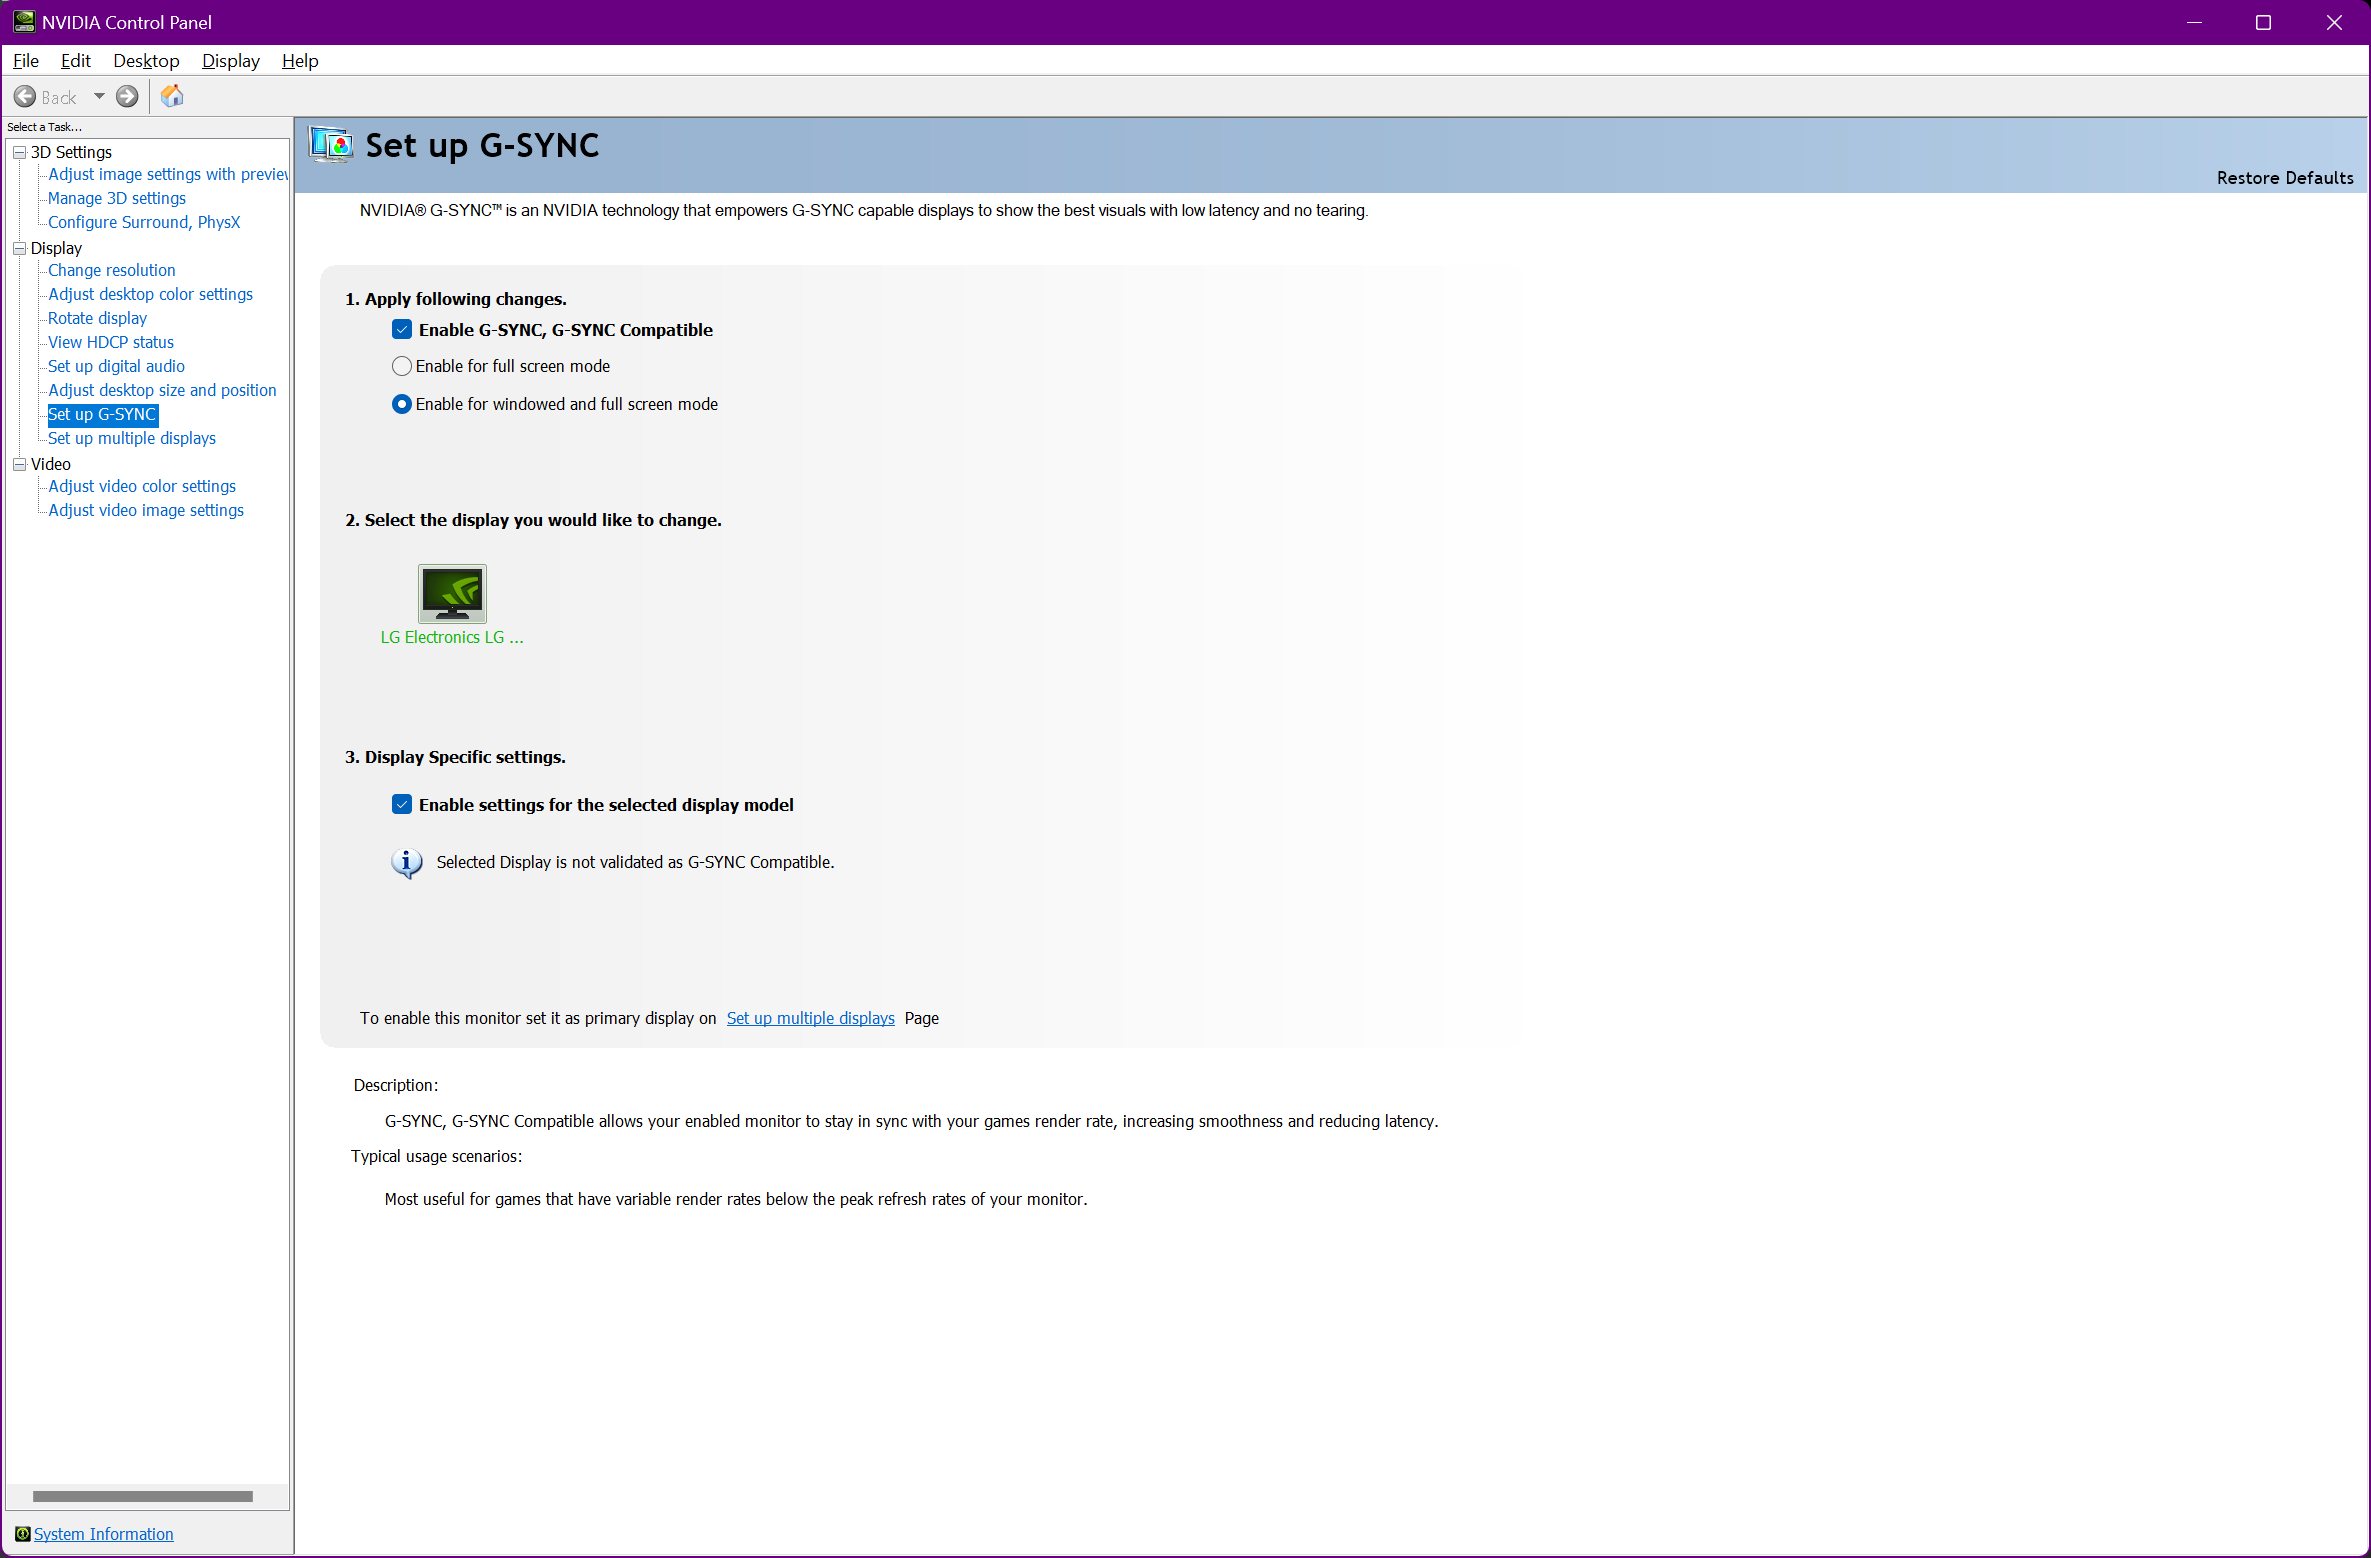 NVIDIA Control Panel
File Edit Desktop Display Help
Back
Select a Task...
3D Settings
Adjust image settings with preview
Manage 3D settings
Configure Surround, PhysX
Display
Change resolution
Adjust desktop color settings
Rotate display
View HDCP status
Set up digital audio
Adjust desktop size and position
Set up G-SYNC
Set up multiple displays
Video
Adjust video color settings
Adjust video image settings
System Information
Set up G-SYNC
Restore Defaults
NVIDIA® G-SYNC™ is an NVIDIA technology that empowers G-SYNC capable displays to show the best visuals with low latency and no tearing.
1. Apply following changes.
Enable G-SYNC, G-SYNC Compatible
Enable for full screen mode
Enable for windowed and full screen mode
2. Select the display you would like to change.
LG Electronics LG ...
3. Display Specific settings.
Enable settings for the selected display model
Selected Display is not validated as G-SYNC Compatible.
To enable this monitor set it as primary display on Set up multiple displays Page
Description:
G-SYNC, G-SYNC Compatible allows your enabled monitor to stay in sync with your games render rate, increasing smoothness and reducing latency.
Typical usage scenarios:
Most useful for games that have variable render rates below the peak refresh rates of your monitor.